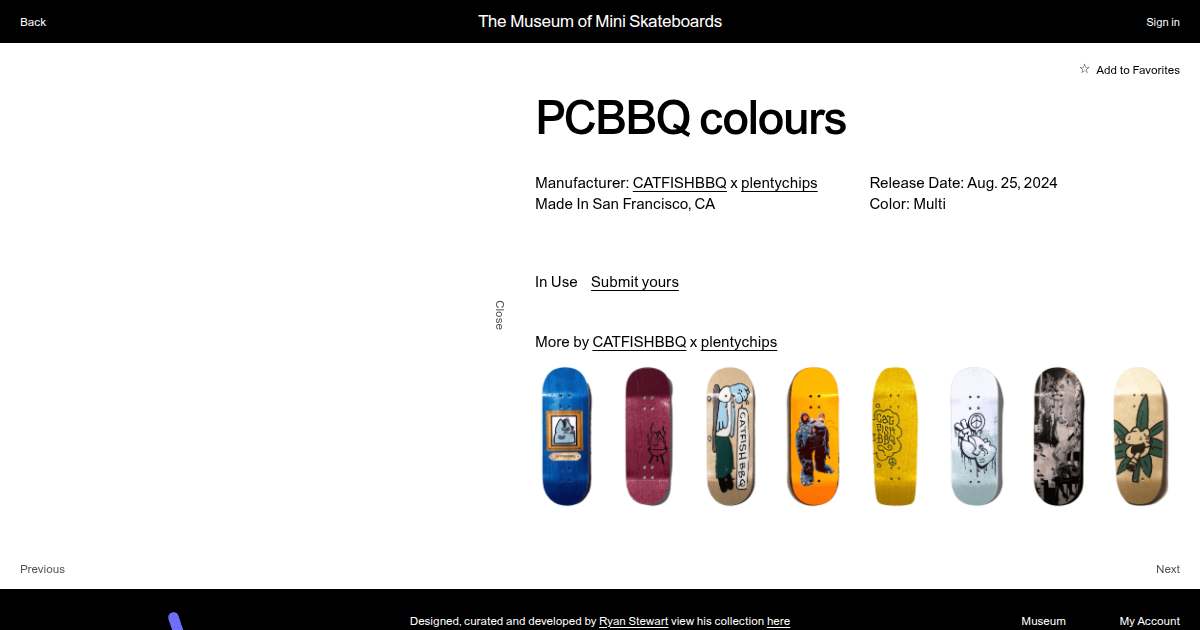 Back
The Museum of Mini Skateboards
Sign in
☆ Add to Favorites
PCBBQ colours
Manufacturer: CATFISHBBQ x plentychips
Release Date: Aug. 25, 2024
Made In San Francisco, CA
Color: Multi
In Use Submit yours
Close
More by CATFISHBBQ x plentychips
CATFISH BBQ
Previous
Next
Designed, curated and developed by Ryan Stewart view his collection here
Museum
My Account